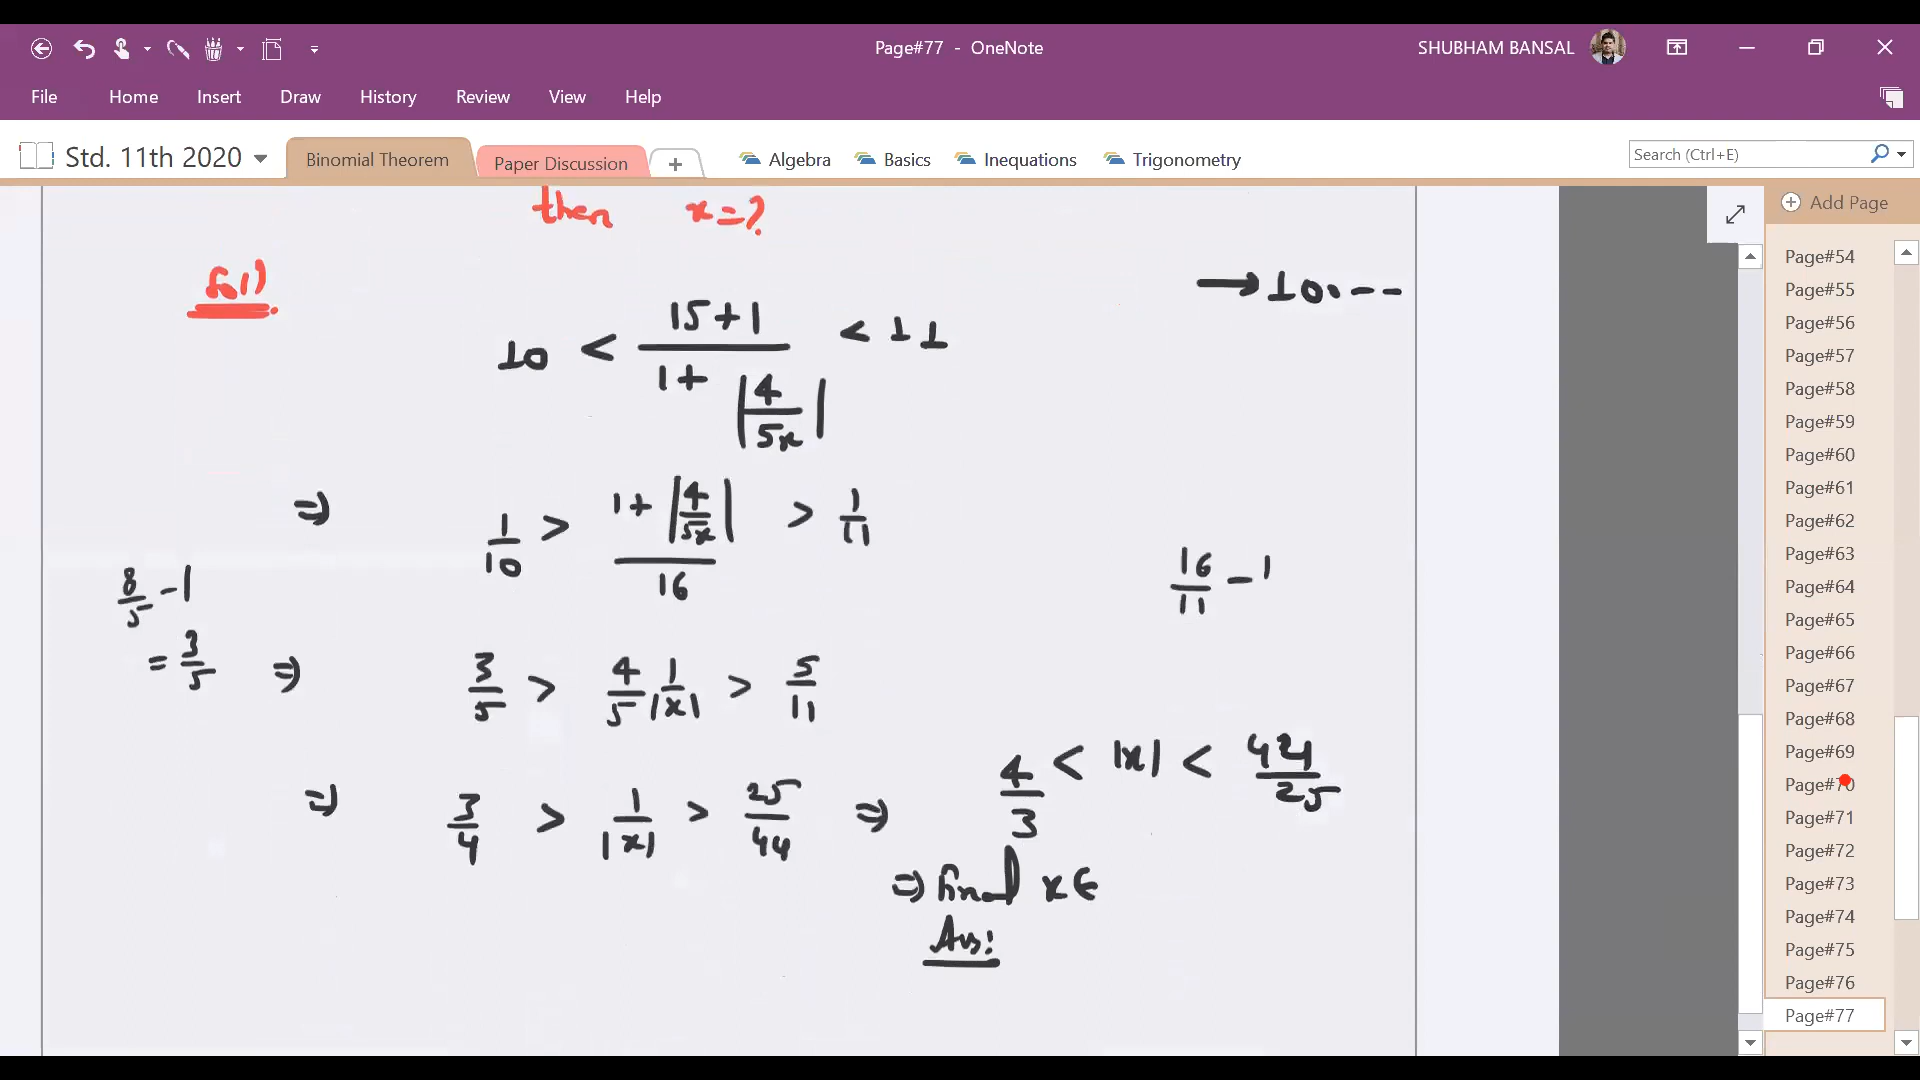 Page#77 - OneNote
SHUBHAM BANSAL
File Home Insert Draw History Review View Help
Std. 11th 2020 Binomial Theorem Paper Discussion + Algebra Basics Inequations Trigonometry
Search (Ctrl+E)
Add Page
then x=?
Sol)
→ 10.--
10 < (15+1)/(1+|4/5x|) < 11
⇒ 1/10 > (1+|4/5x|)/16 > 1/11
16/11 - 1
8/5 - 1
= 3/5
⇒ 3/5 > 4/5 1/|x| > 5/11
⇒ 3/4 > 1/|x| > 25/44 ⇒ 4/3 < |x| < 44/25
⇒ final x∈
Ans:
Page#54
Page#55
Page#56
Page#57
Page#58
Page#59
Page#60
Page#61
Page#62
Page#63
Page#64
Page#65
Page#66
Page#67
Page#68
Page#69
Page#70
Page#71
Page#72
Page#73
Page#74
Page#75
Page#76
Page#77